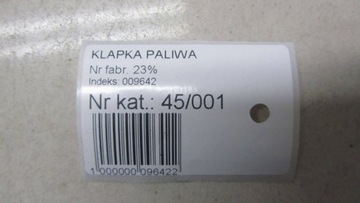 KLAPKA PALIWA
Nr fabr. 23%
Indeks: 009642
Nr kat.: 45/001
1 000000 096422